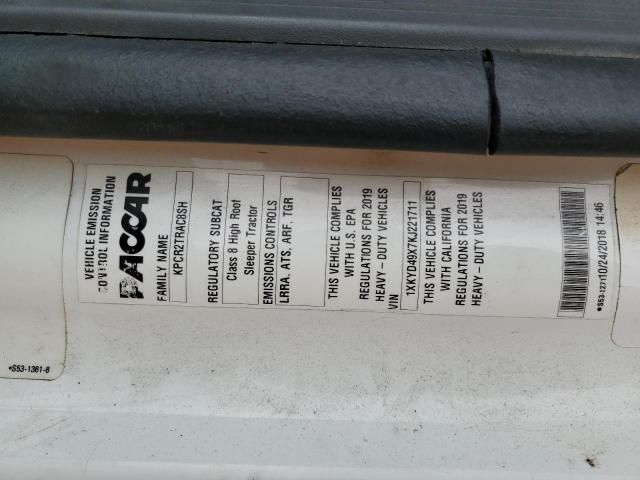 VEHICLE EMISSION
CONTROL INFORMATION
PACCAR
FAMILY NAME
KPCR2TRAC8SH
REGULATORY SUBCAT
Class 8 High Roof
Sleeper Tractor
EMISSIONS CONTROLS
LRRA, ATS, ARF, TGR
THIS VEHICLE COMPLIES
WITH U.S. EPA
REGULATIONS FOR 2019
HEAVY-DUTY VEHICLES
VIN
1XKYD49X7KJ221711
THIS VEHICLE COMPLIES
WITH CALIFORNIA
REGULATIONS FOR 2019
HEAVY-DUTY VEHICLES
*S53-1271 10/24/2018 14:46
*S53-1361-8